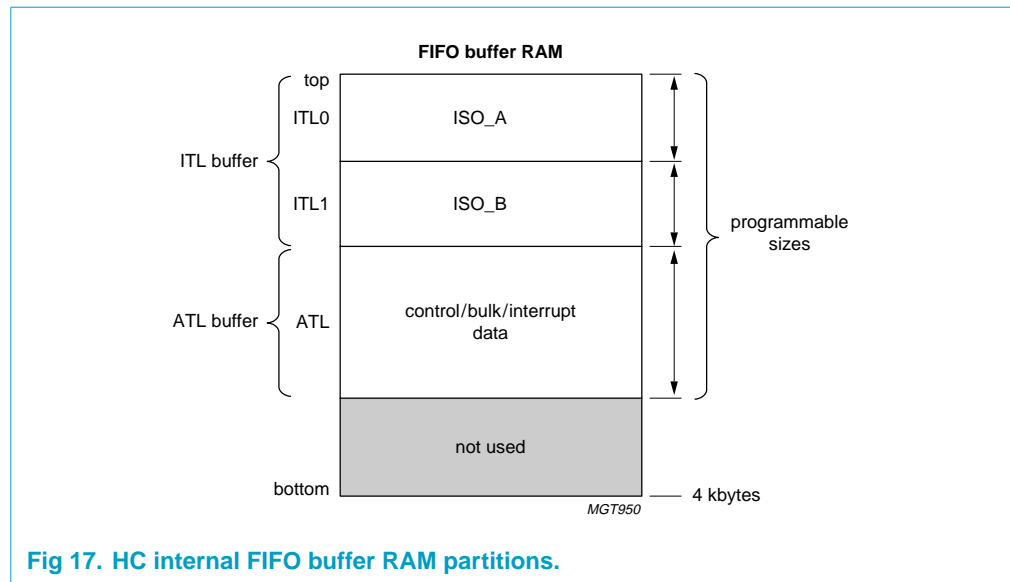 FIFO buffer RAM
top
ITL0
ISO_A
ITL buffer
ITL1
ISO_B
programmable
sizes
ATL buffer
ATL
control/bulk/interrupt
data
not used
bottom
4 kbytes
MGT950
Fig 17. HC internal FIFO buffer RAM partitions.